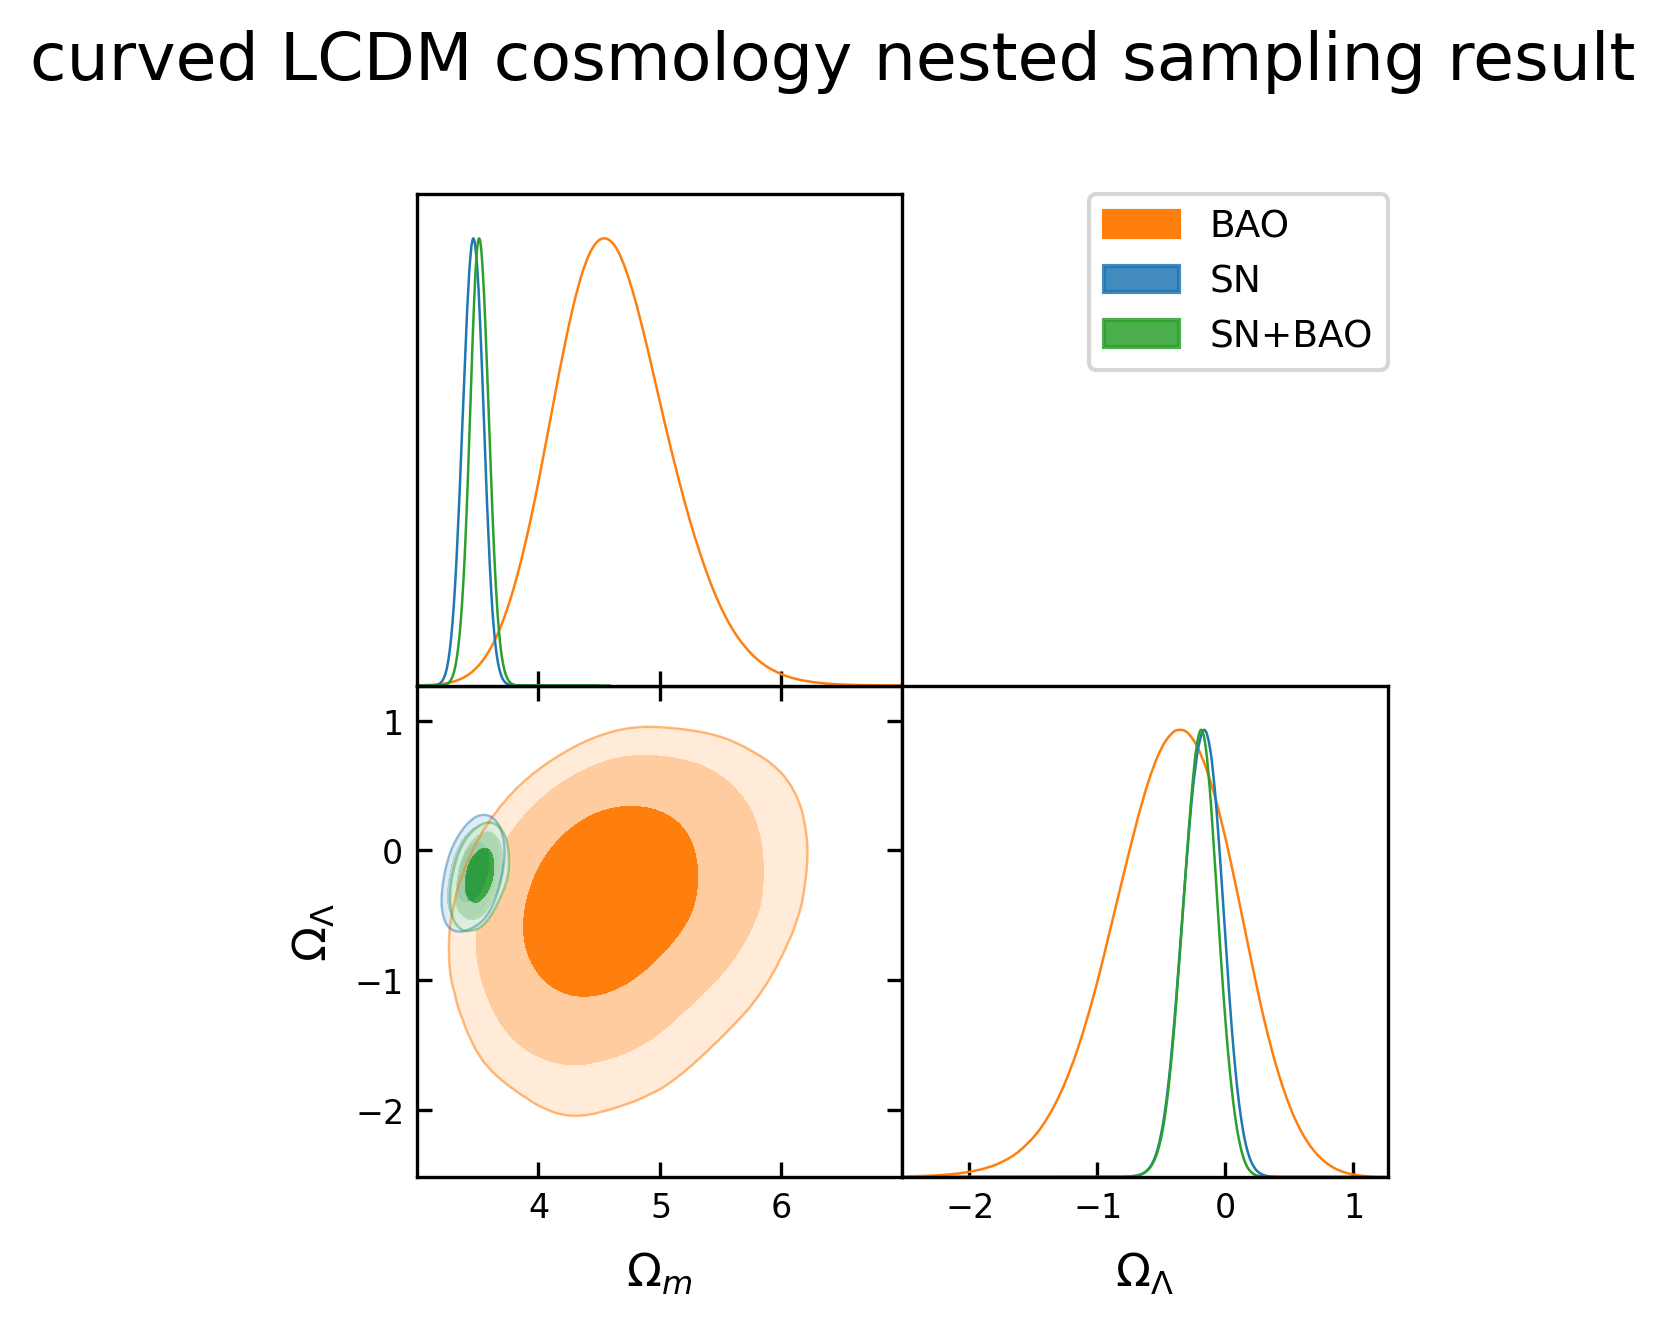 curved LCDM cosmology nested sampling result
BAO
SN
SN+BAO
1
0
−1
−2
Ω_Λ
4 5 6
−2 −1 0 1
Ω_m
Ω_Λ